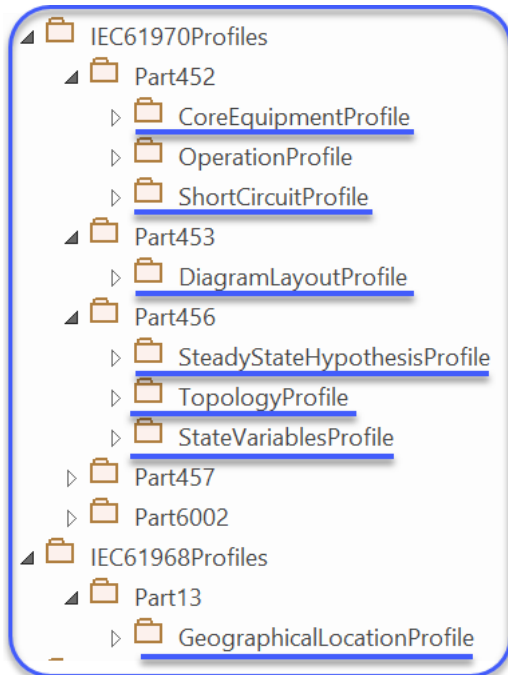 IEC61970Profiles
Part452
CoreEquipmentProfile
OperationProfile
ShortCircuitProfile
Part453
DiagramLayoutProfile
Part456
SteadyStateHypothesisProfile
TopologyProfile
StateVariablesProfile
Part457
Part6002
IEC61968Profiles
Part13
GeographicalLocationProfile